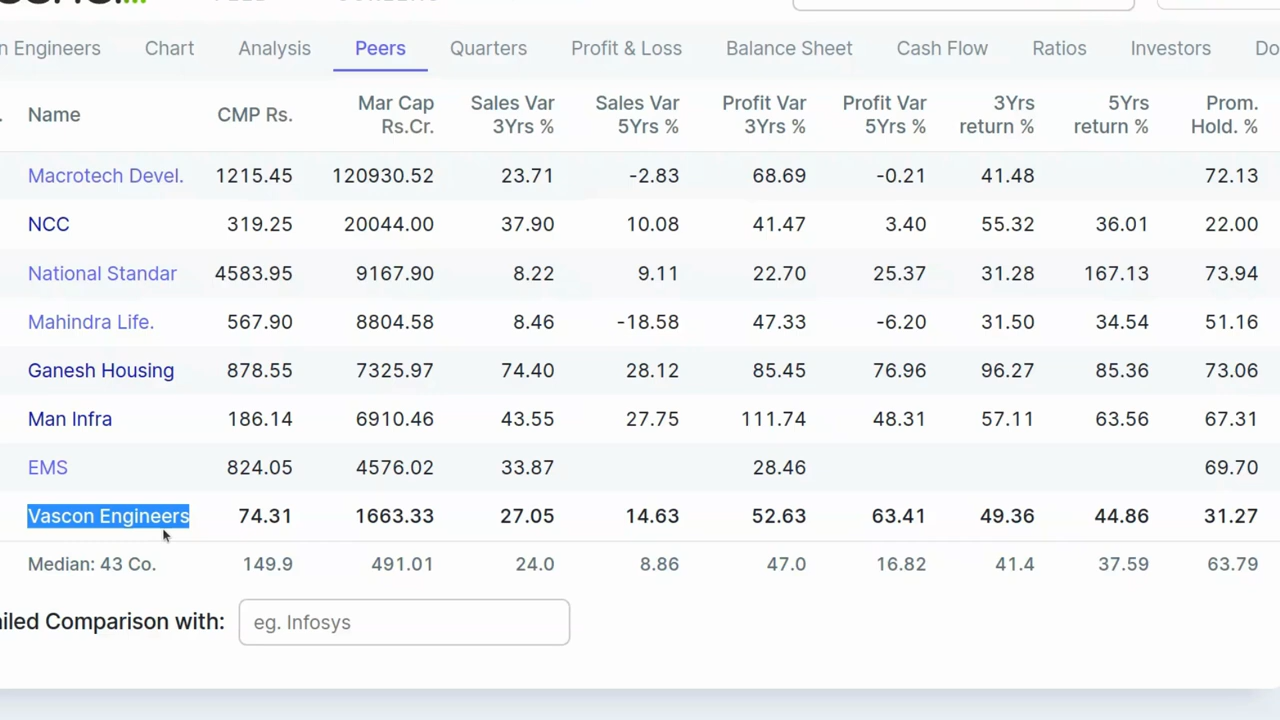 n Engineers Chart Analysis Peers Quarters Profit & Loss Balance Sheet Cash Flow Ratios Investors Do
Name CMP Rs. Mar Cap Rs.Cr. Sales Var 3Yrs % Sales Var 5Yrs % Profit Var 3Yrs % Profit Var 5Yrs % 3Yrs return % 5Yrs return % Prom. Hold. %
Macrotech Devel. 1215.45 120930.52 23.71 -2.83 68.69 -0.21 41.48 72.13
NCC 319.25 20044.00 37.90 10.08 41.47 3.40 55.32 36.01 22.00
National Standar 4583.95 9167.90 8.22 9.11 22.70 25.37 31.28 167.13 73.94
Mahindra Life. 567.90 8804.58 8.46 -18.58 47.33 -6.20 31.50 34.54 51.16
Ganesh Housing 878.55 7325.97 74.40 28.12 85.45 76.96 96.27 85.36 73.06
Man Infra 186.14 6910.46 43.55 27.75 111.74 48.31 57.11 63.56 67.31
EMS 824.05 4576.02 33.87 28.46 69.70
Vascon Engineers 74.31 1663.33 27.05 14.63 52.63 63.41 49.36 44.86 31.27
Median: 43 Co. 149.9 491.01 24.0 8.86 47.0 16.82 41.4 37.59 63.79
ailed Comparison with: eg. Infosys